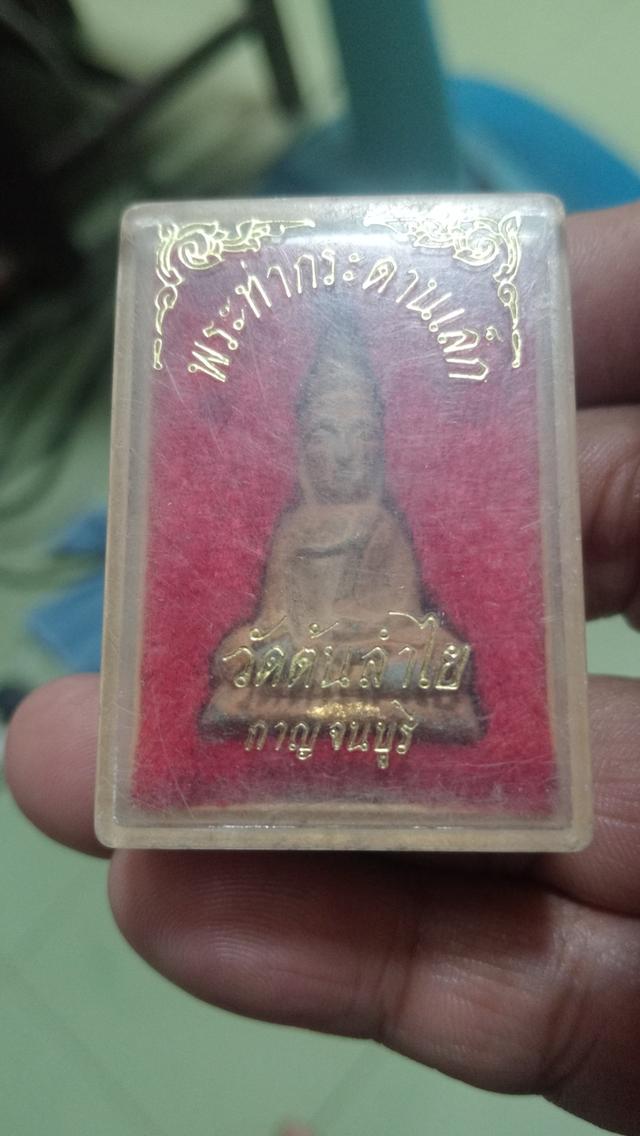 พระท่ากระดานเล็ก
วัดต้นลำไย
กาญจนบุรี